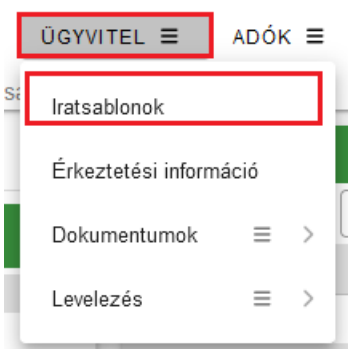 ÜGYVITEL ADÓK
Iratsablonok
Érkeztetési információ
Dokumentumok
Levelezés